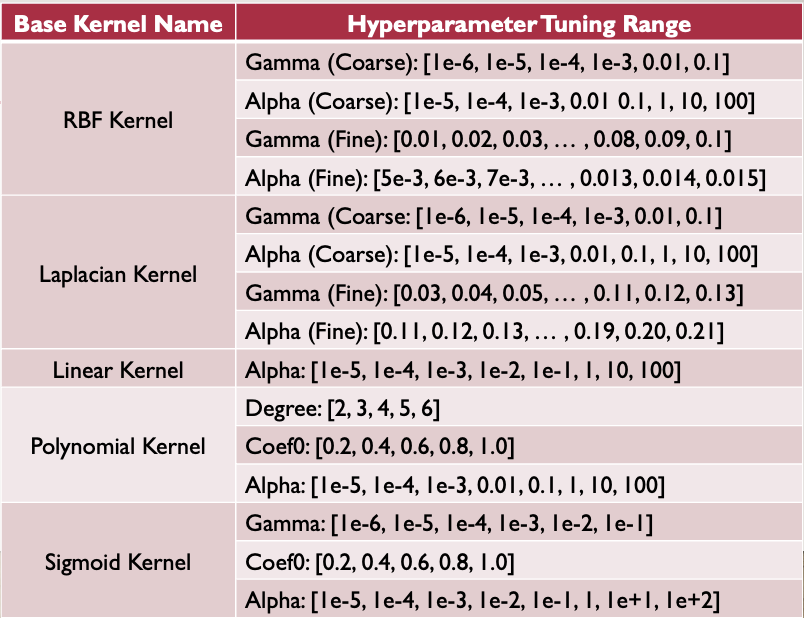 Base Kernel Name
Hyperparameter Tuning Range
RBF Kernel
Gamma (Coarse): [1e-6, 1e-5, 1e-4, 1e-3, 0.01, 0.1]
Alpha (Coarse): [1e-5, 1e-4, 1e-3, 0.01 0.1, 1, 10, 100]
Gamma (Fine): [0.01, 0.02, 0.03, … , 0.08, 0.09, 0.1]
Alpha (Fine): [5e-3, 6e-3, 7e-3, … , 0.013, 0.014, 0.015]
Laplacian Kernel
Gamma (Coarse: [1e-6, 1e-5, 1e-4, 1e-3, 0.01, 0.1]
Alpha (Coarse): [1e-5, 1e-4, 1e-3, 0.01, 0.1, 1, 10, 100]
Gamma (Fine): [0.03, 0.04, 0.05, … , 0.11, 0.12, 0.13]
Alpha (Fine): [0.11, 0.12, 0.13, … , 0.19, 0.20, 0.21]
Linear Kernel
Alpha: [1e-5, 1e-4, 1e-3, 1e-2, 1e-1, 1, 10, 100]
Polynomial Kernel
Degree: [2, 3, 4, 5, 6]
Coef0: [0.2, 0.4, 0.6, 0.8, 1.0]
Alpha: [1e-5, 1e-4, 1e-3, 0.01, 0.1, 1, 10, 100]
Sigmoid Kernel
Gamma: [1e-6, 1e-5, 1e-4, 1e-3, 1e-2, 1e-1]
Coef0: [0.2, 0.4, 0.6, 0.8, 1.0]
Alpha: [1e-5, 1e-4, 1e-3, 1e-2, 1e-1, 1, 1e+1, 1e+2]